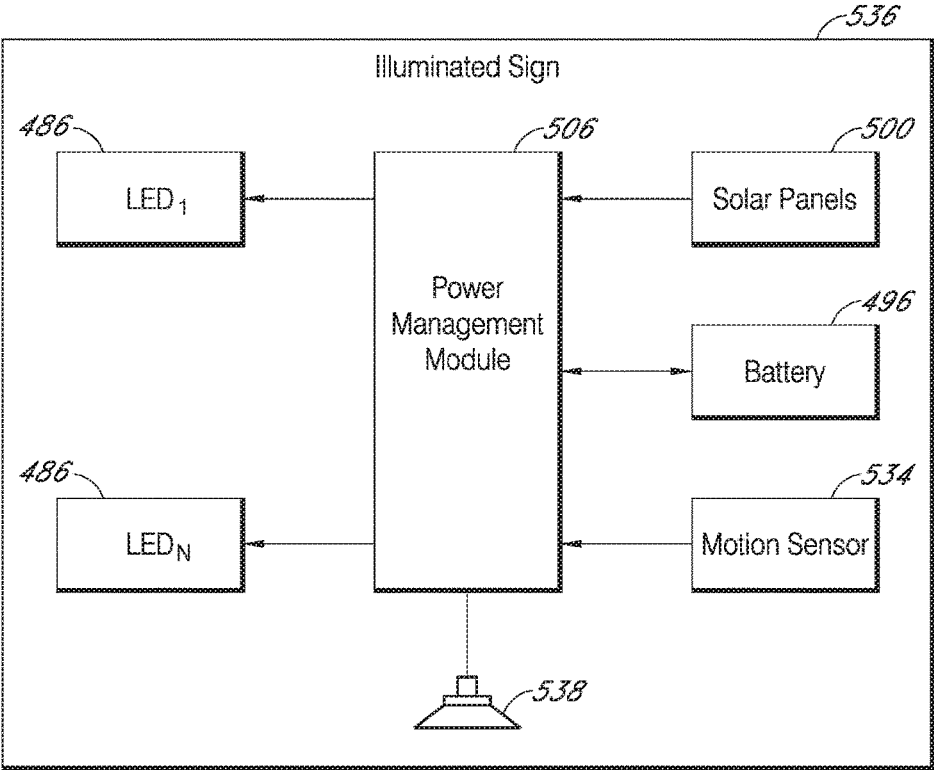 536
Illuminated Sign
486
506
500
LED1
Solar Panels
Power
Management
Module
496
Battery
486
534
LEDN
Motion Sensor
538